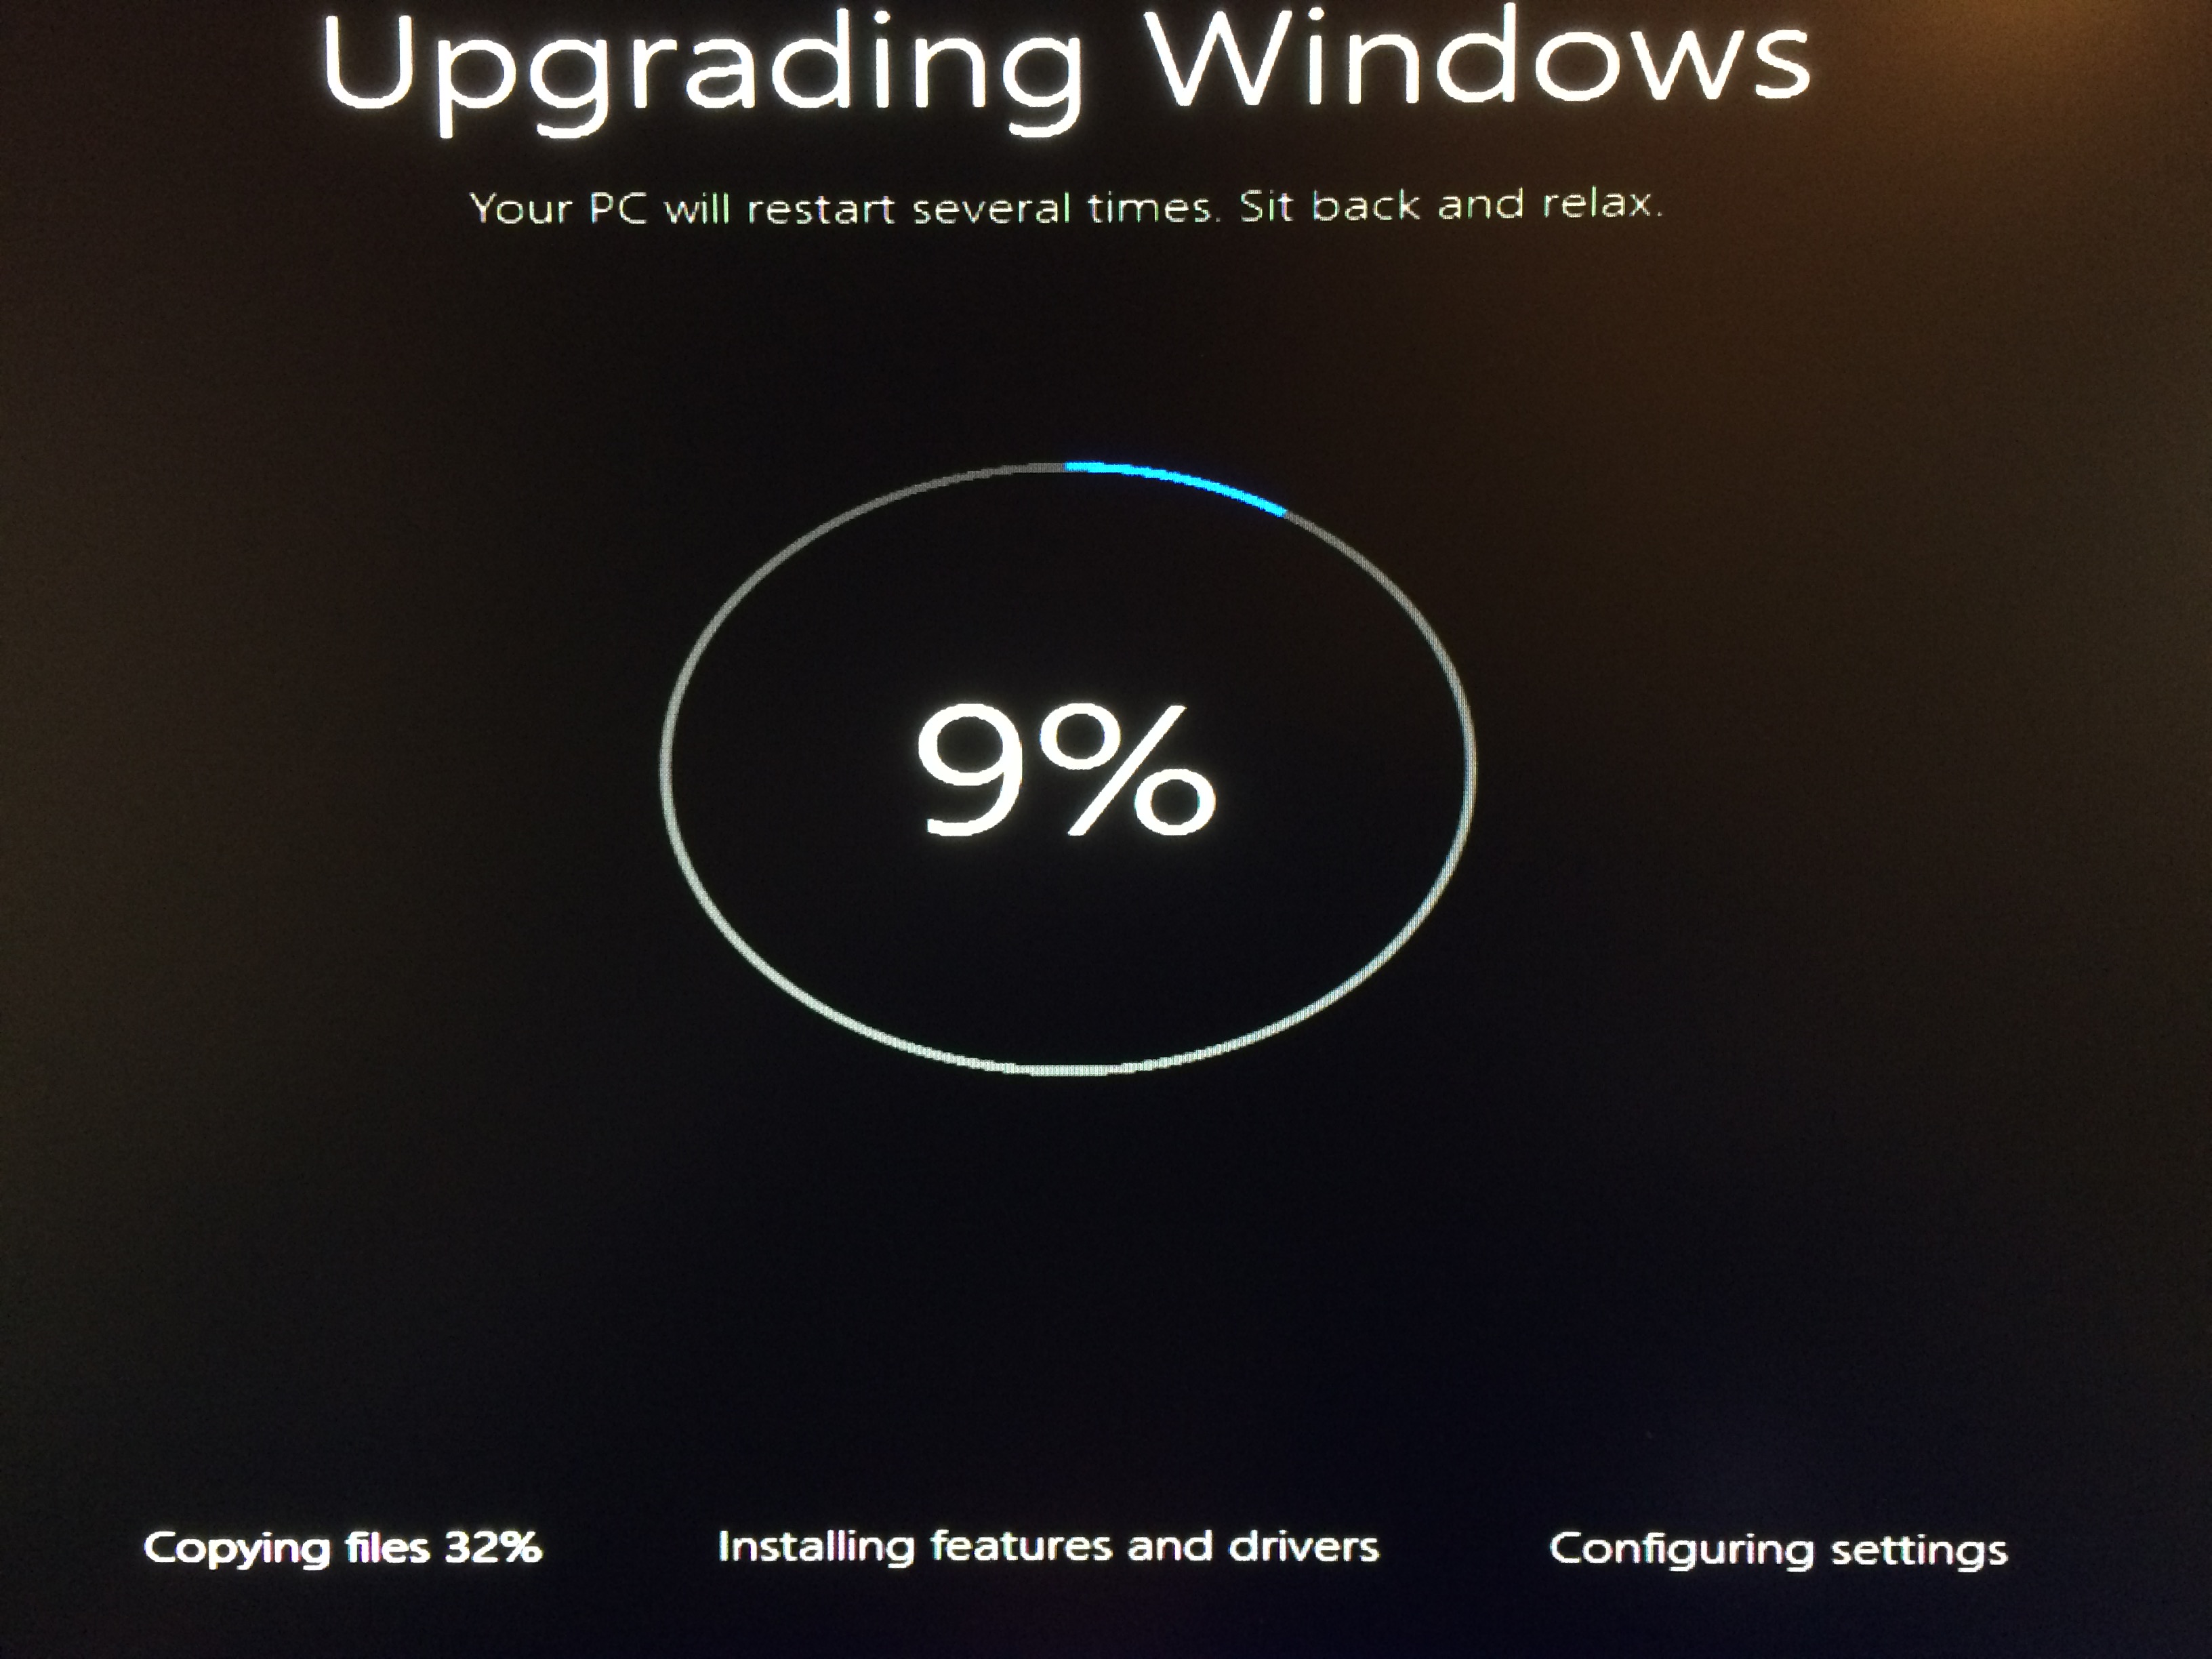 Upgrading Windows
Your PC will restart several times. Sit back and relax.
9%
Copying files 32%
Installing features and drivers
Configuring settings